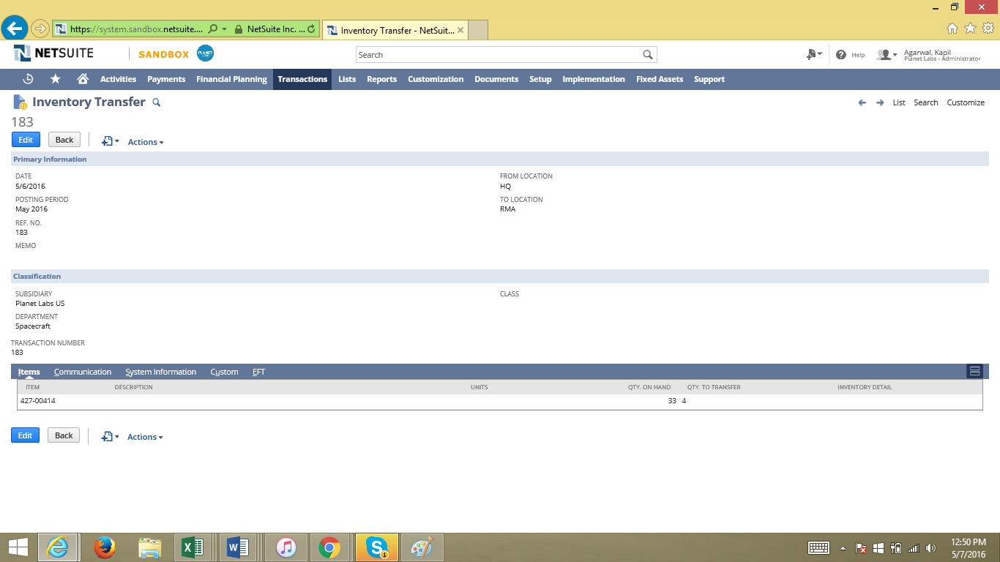 https://system.sandbox.netsuite.... NetSuite Inc. ... Inventory Transfer - NetSuit...
NETSUITE SANDBOX PLANET Search Help Agarwal, Kapil
Planet Labs - Administrator
Activities Payments Financial Planning Transactions Lists Reports Customization Documents Setup Implementation Fixed Assets Support
Inventory Transfer List Search Customize
183
Edit Back Actions
Primary Information
DATE FROM LOCATION
5/6/2016 HQ
POSTING PERIOD TO LOCATION
May 2016 RMA
REF. NO.
183
MEMO
Classification
SUBSIDIARY CLASS
Planet Labs US
DEPARTMENT
Spacecraft
TRANSACTION NUMBER
183
Items Communication System Information Custom EFT
ITEM DESCRIPTION UNITS QTY. ON HAND QTY. TO TRANSFER INVENTORY DETAIL
427-00414 33 4
Edit Back Actions
12:50 PM
5/7/2016